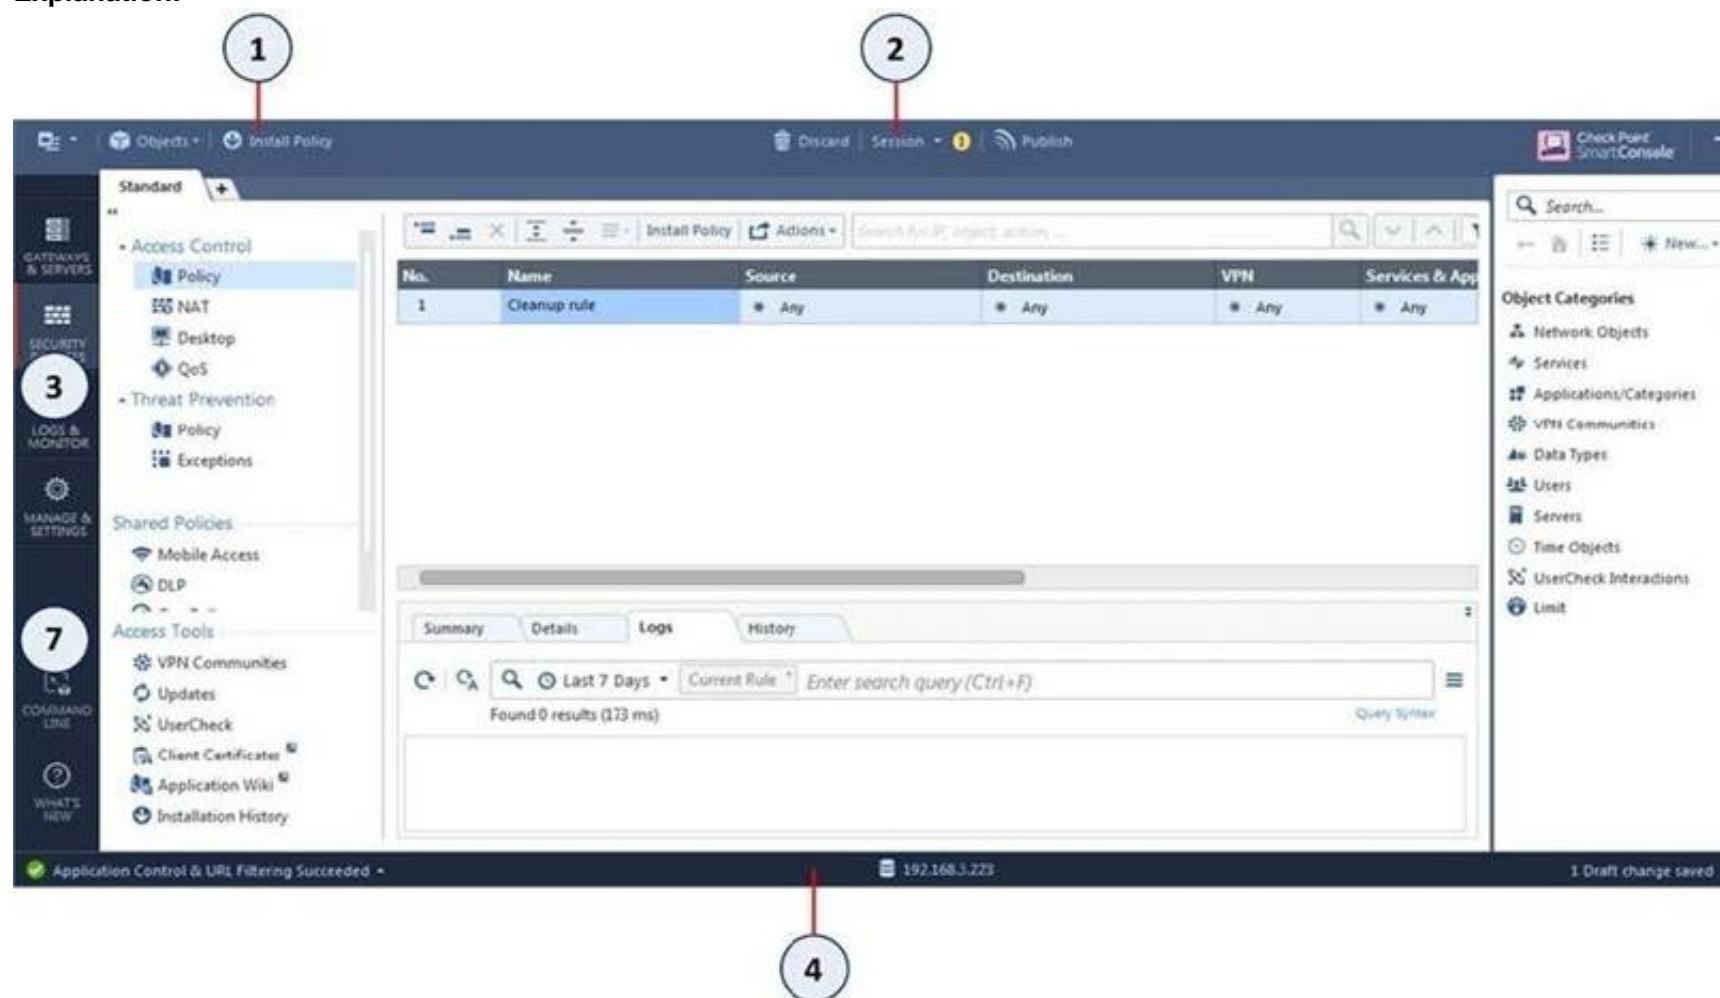 Explanation:
1
2
Objects Install Policy
Discard Session Publish
Check Point
SmartConsole
Standard +
Search...
New...
GATEWAYS
& SERVERS
SECURITY
3
LOGS &
MONITOR
MANAGE &
SETTINGS
7
COMMAND
LINE
WHAT'S
NEW
Access Control
Policy
NAT
Desktop
QoS
Threat Prevention
Policy
Exceptions
Shared Policies
Mobile Access
DLP
Access Tools
VPN Communities
Updates
UserCheck
Client Certificates
Application Wiki
Installation History
Install Policy Actions Search for IP, object, action ...
No. Name Source Destination VPN Services & App
1 Cleanup rule Any Any Any Any
Summary Details Logs History
Last 7 Days Current Rule Enter search query (Ctrl+F)
Found 0 results (173 ms) Query Syntax
Object Categories
Network Objects
Services
Applications/Categories
VPN Communities
Data Types
Users
Servers
Time Objects
UserCheck Interactions
Limit
Application Control & URL Filtering Succeeded 1 Draft change saved
4